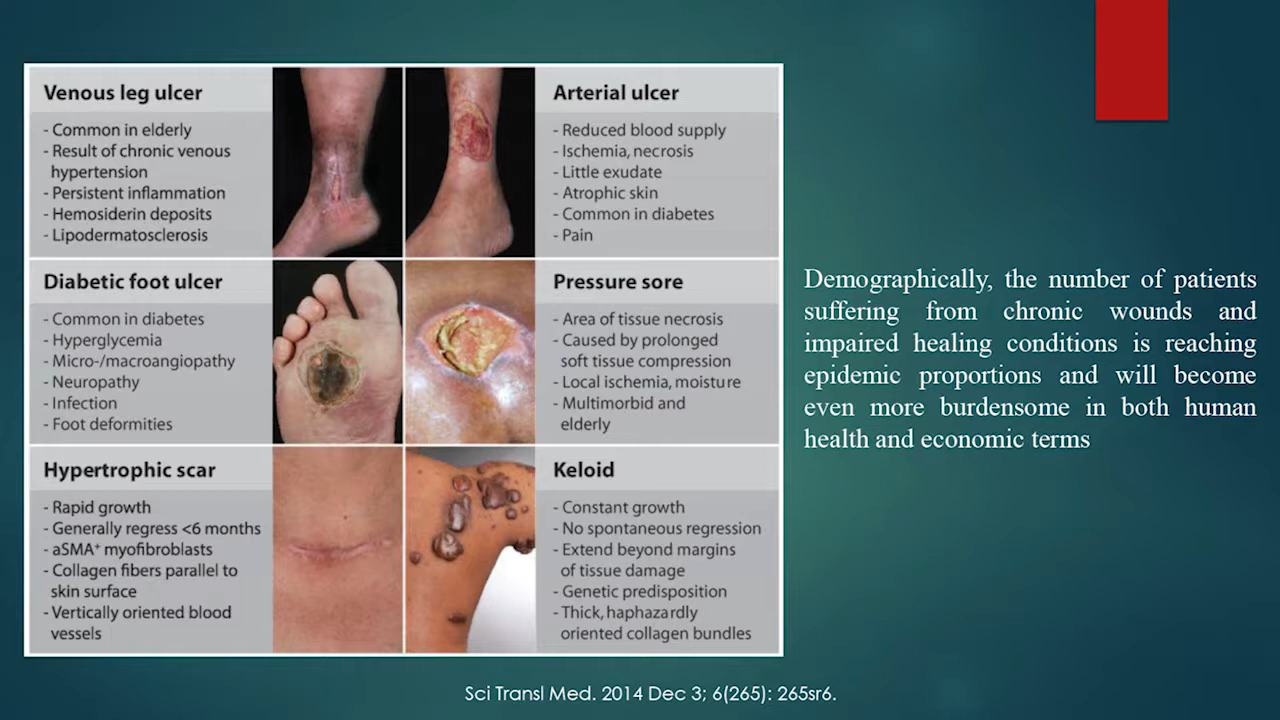 Venous leg ulcer
- Common in elderly
- Result of chronic venous
hypertension
- Persistent inflammation
- Hemosiderin deposits
- Lipodermatosclerosis
Arterial ulcer
- Reduced blood supply
- Ischemia, necrosis
- Little exudate
- Atrophic skin
- Common in diabetes
- Pain
Diabetic foot ulcer
- Common in diabetes
- Hyperglycemia
- Micro-/macroangiopathy
- Neuropathy
- Infection
- Foot deformities
Pressure sore
- Area of tissue necrosis
- Caused by prolonged
soft tissue compression
- Local ischemia, moisture
- Multimorbid and
elderly
Hypertrophic scar
- Rapid growth
- Generally regress <6 months
- aSMA⁺ myofibroblasts
- Collagen fibers parallel to
skin surface
- Vertically oriented blood
vessels
Keloid
- Constant growth
- No spontaneous regression
- Extend beyond margins
of tissue damage
- Genetic predisposition
- Thick, haphazardly
oriented collagen bundles
Demographically, the number of patients
suffering from chronic wounds and
impaired healing conditions is reaching
epidemic proportions and will become
even more burdensome in both human
health and economic terms
Sci Transl Med. 2014 Dec 3; 6(265): 265sr6.